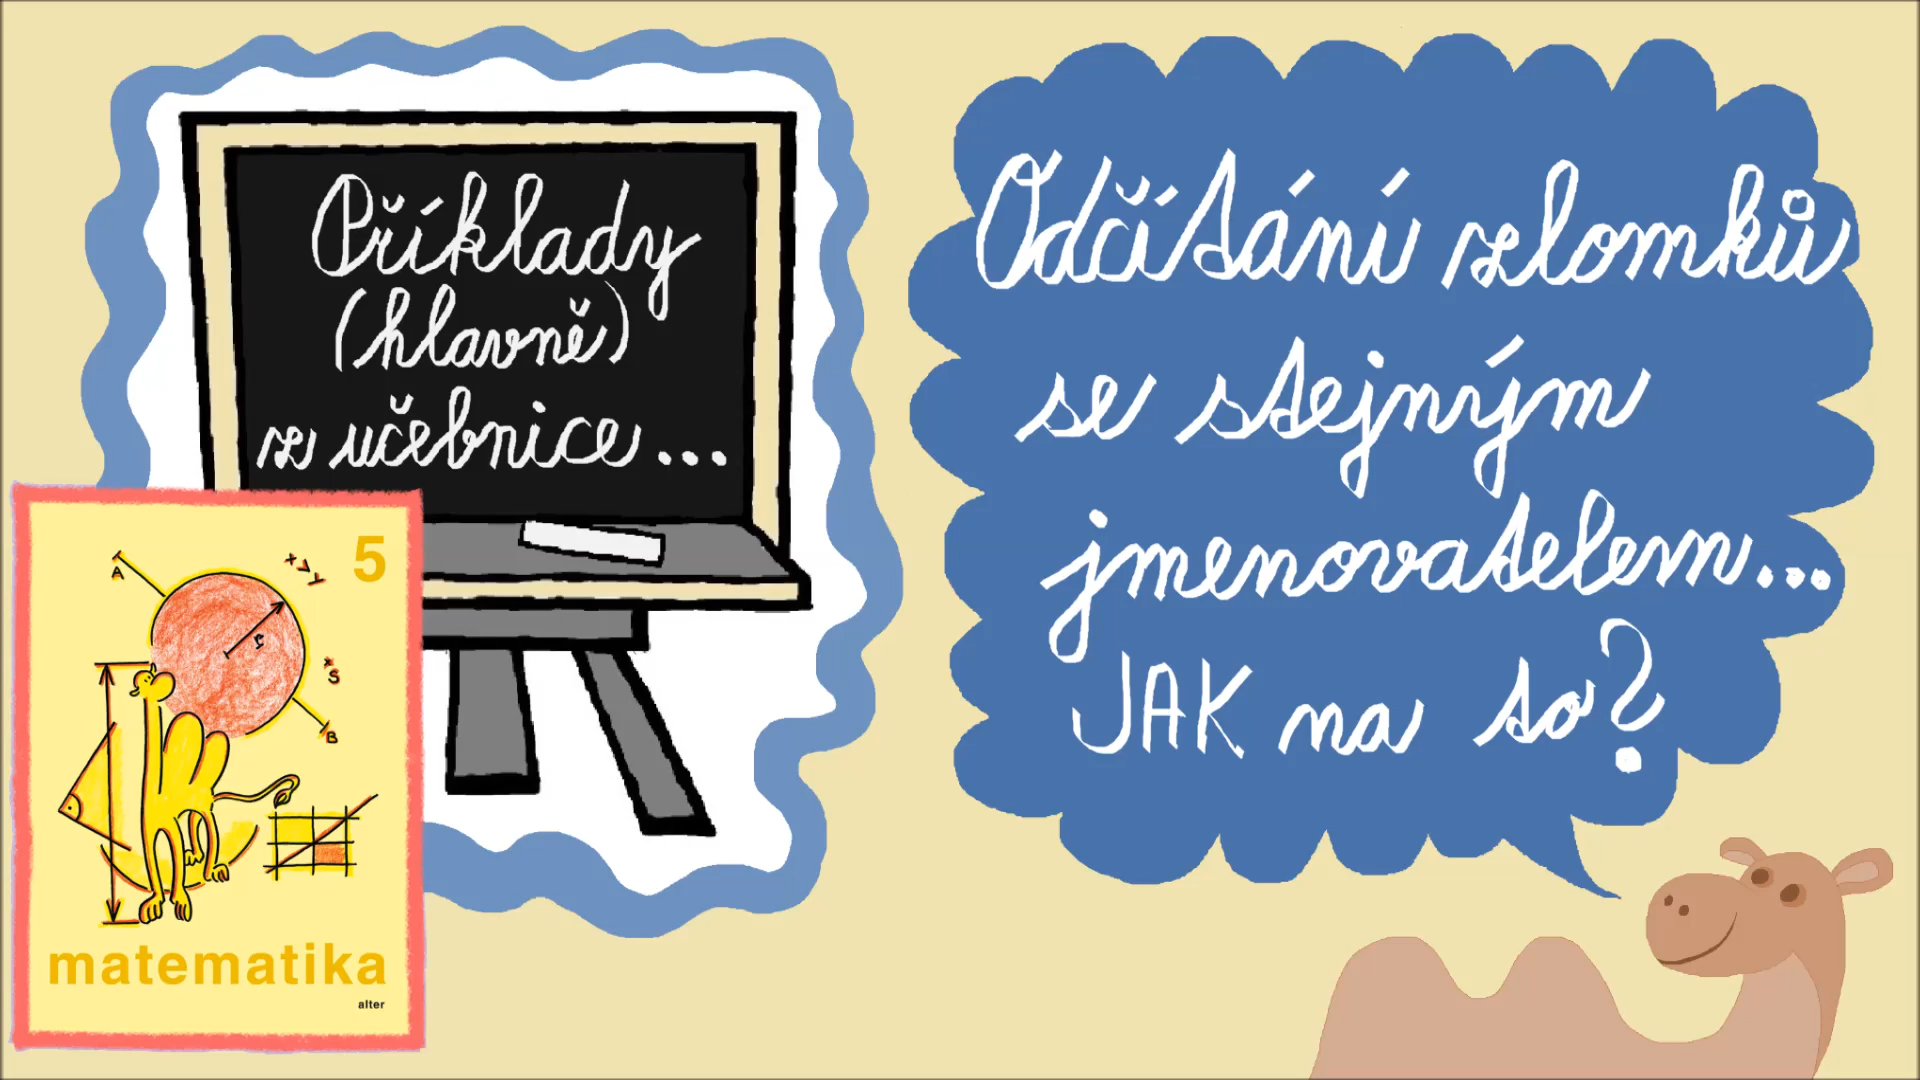 Příklady
(hlavně)
z učebnice...
Odčítání zlomků
se stejným
jmenovatelem...
JAK na to?
5
A
x y y
r
x S
B
matematika
alter